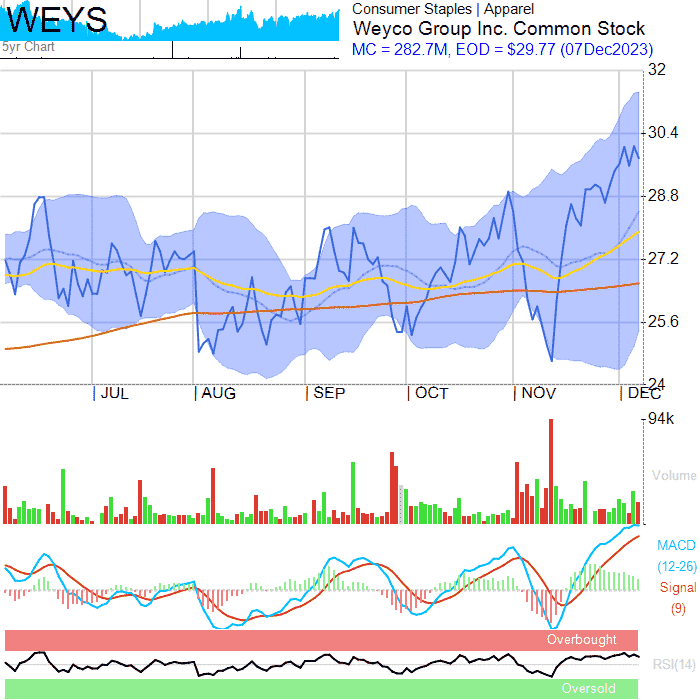 WEYS
5yr Chart
Consumer Staples | Apparel
Weyco Group Inc. Common Stock
MC = 282.7M, EOD = $29.77 (07Dec2023)
32
30.4
28.8
27.2
25.6
24
JUL AUG SEP OCT NOV DEC
94k
Volume
MACD
(12-26)
Signal
(9)
Overbought
RSI(14)
Oversold